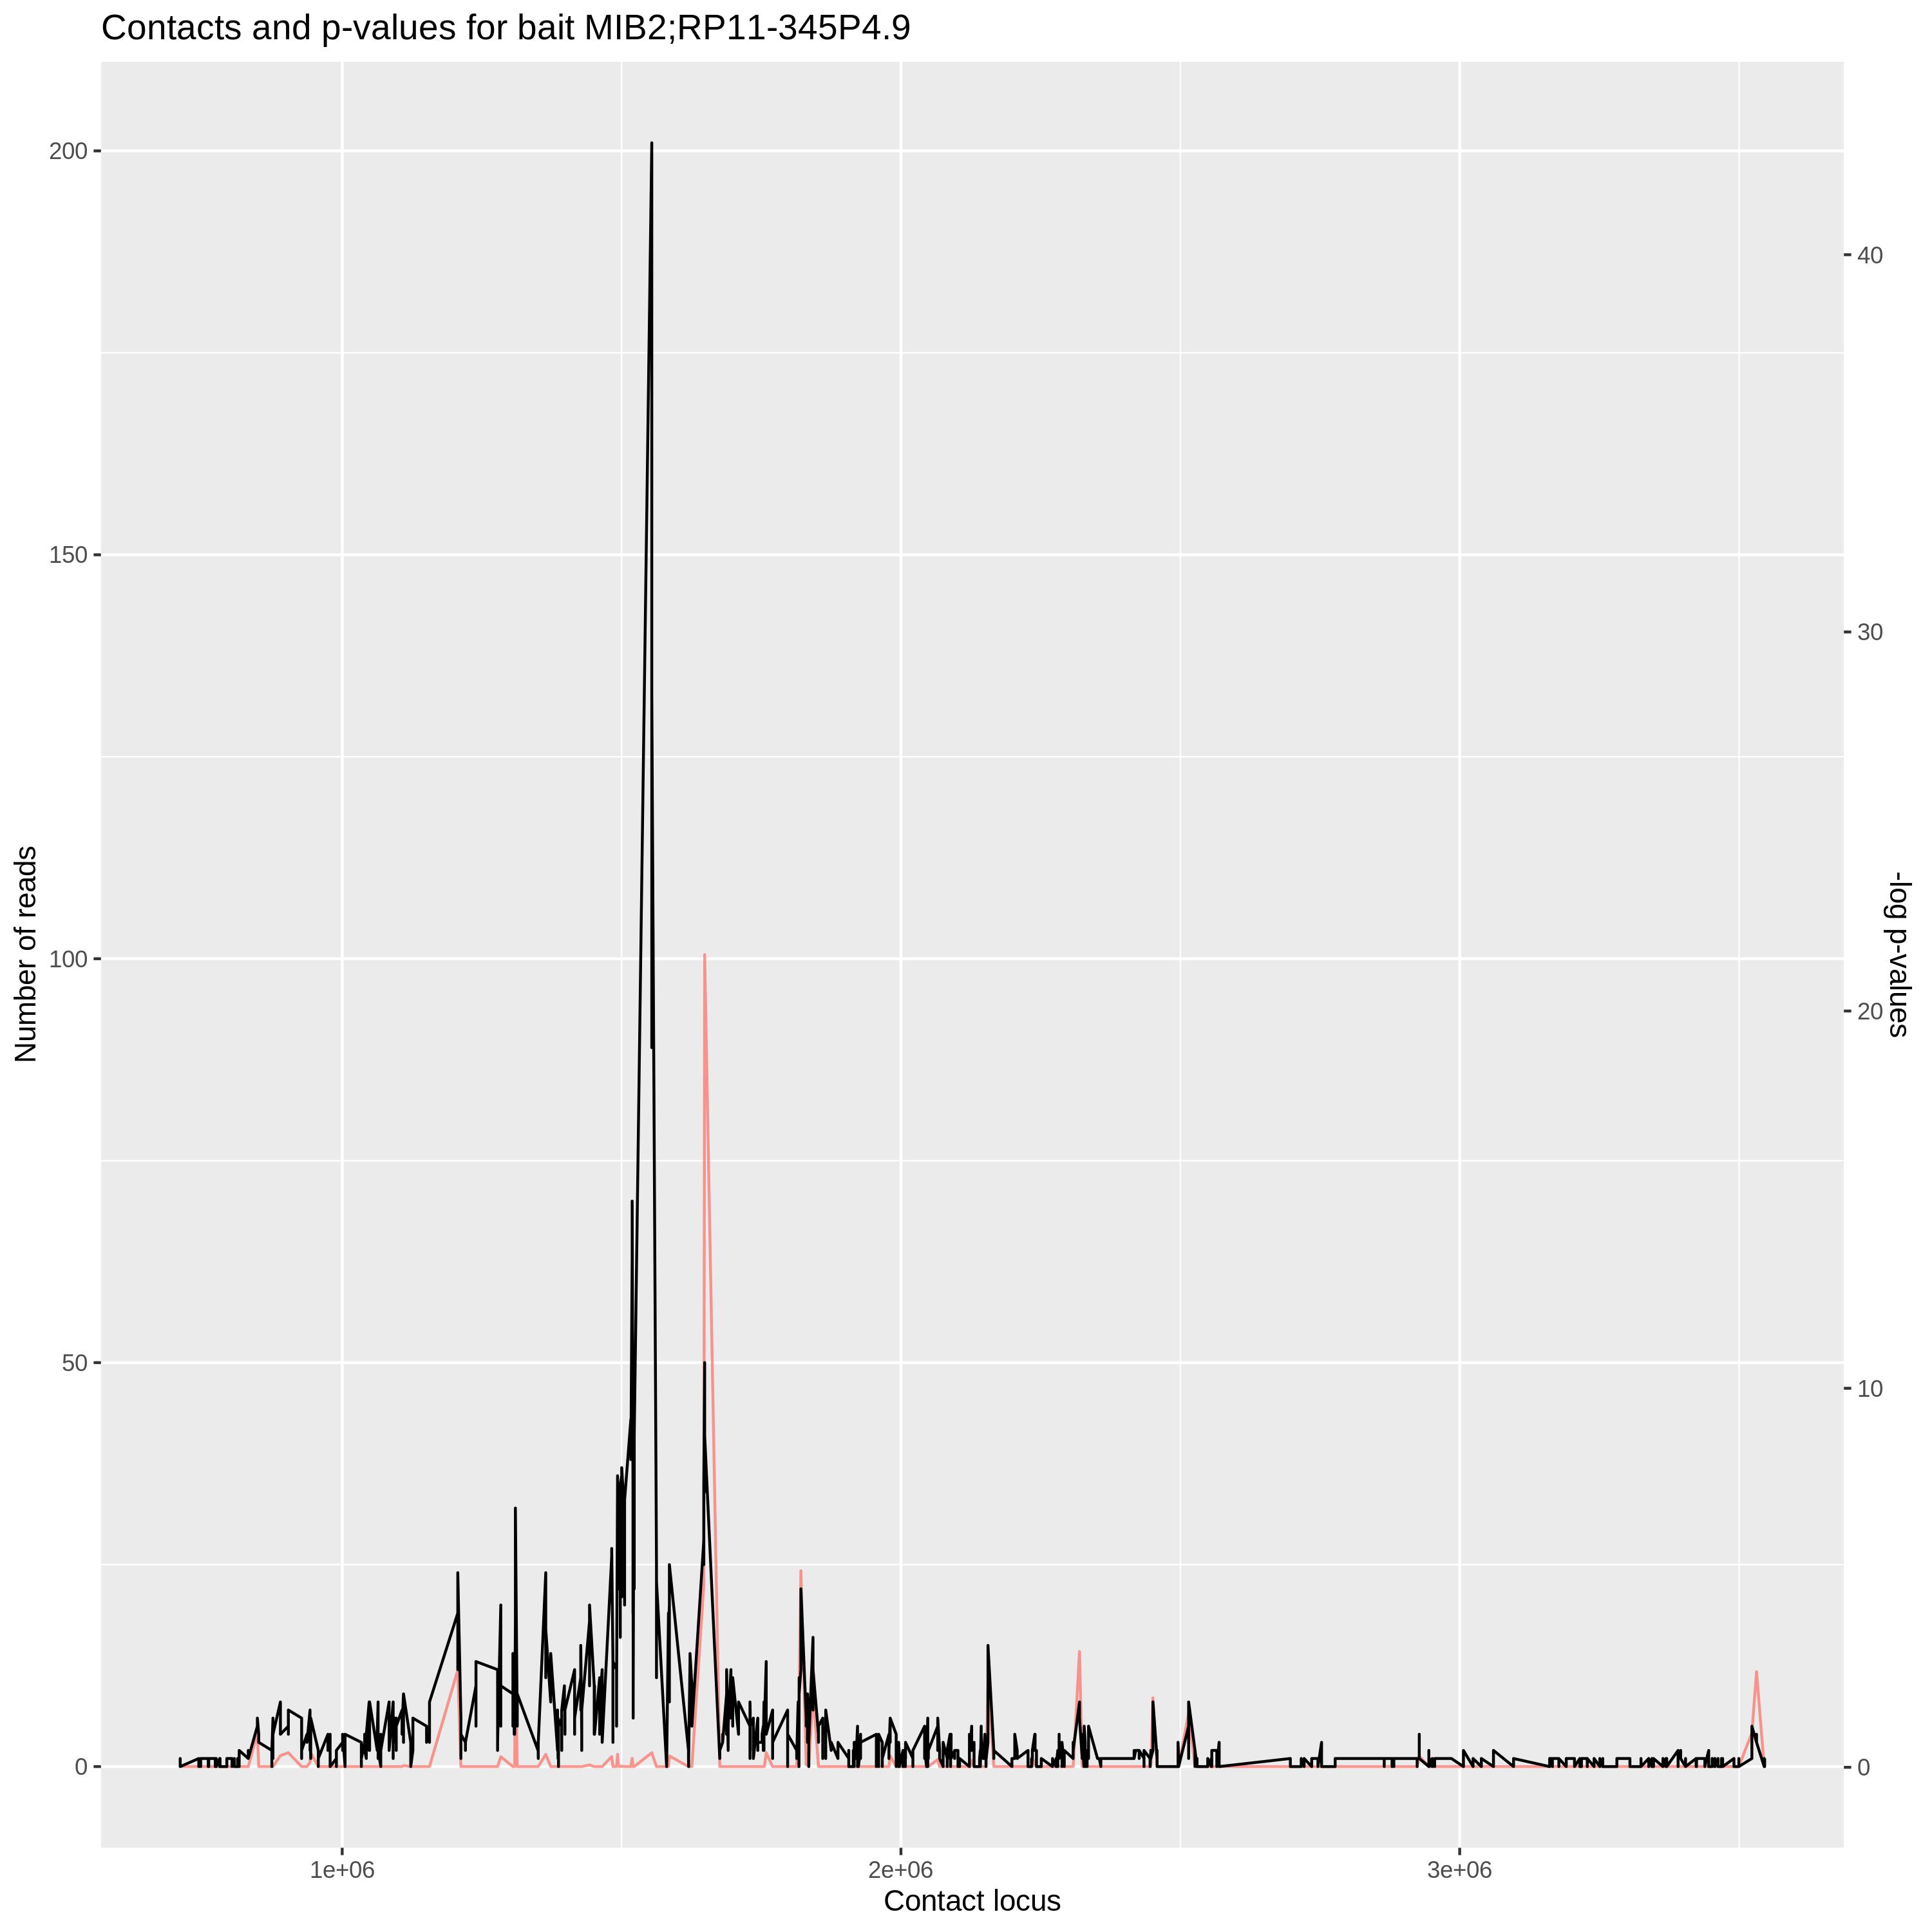 Contacts and p-values for bait MIB2;RP11-345P4.9
200
150
100
50
0
Number of reads
40
30
20
10
0
-log p-values
1e+06
2e+06
3e+06
Contact locus